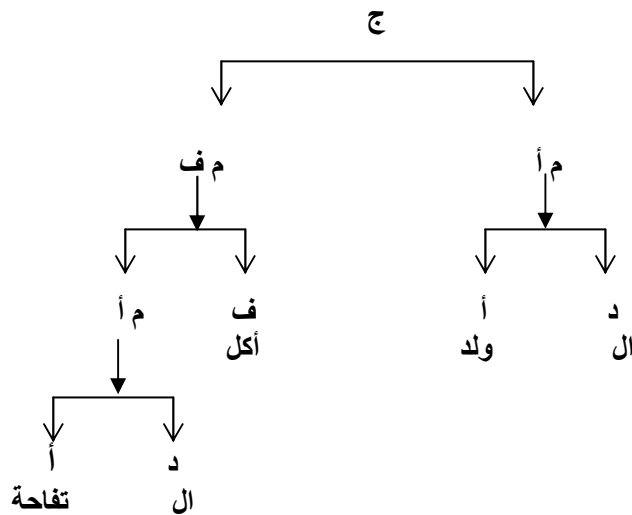 ج
م أ م ف
د أ ف م أ
ال ولد أكل
د أ
ال تفاحة